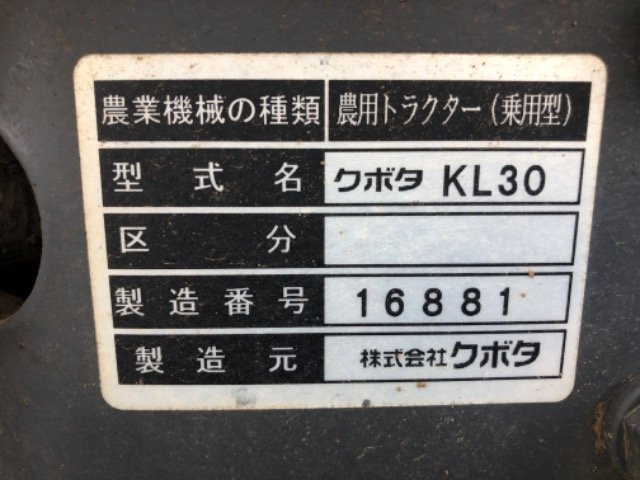 農業機械の種類 農用トラクター(乗用型)
型式名 クボタ KL30
区分
製造番号 16881
製造元 株式会社クボタ